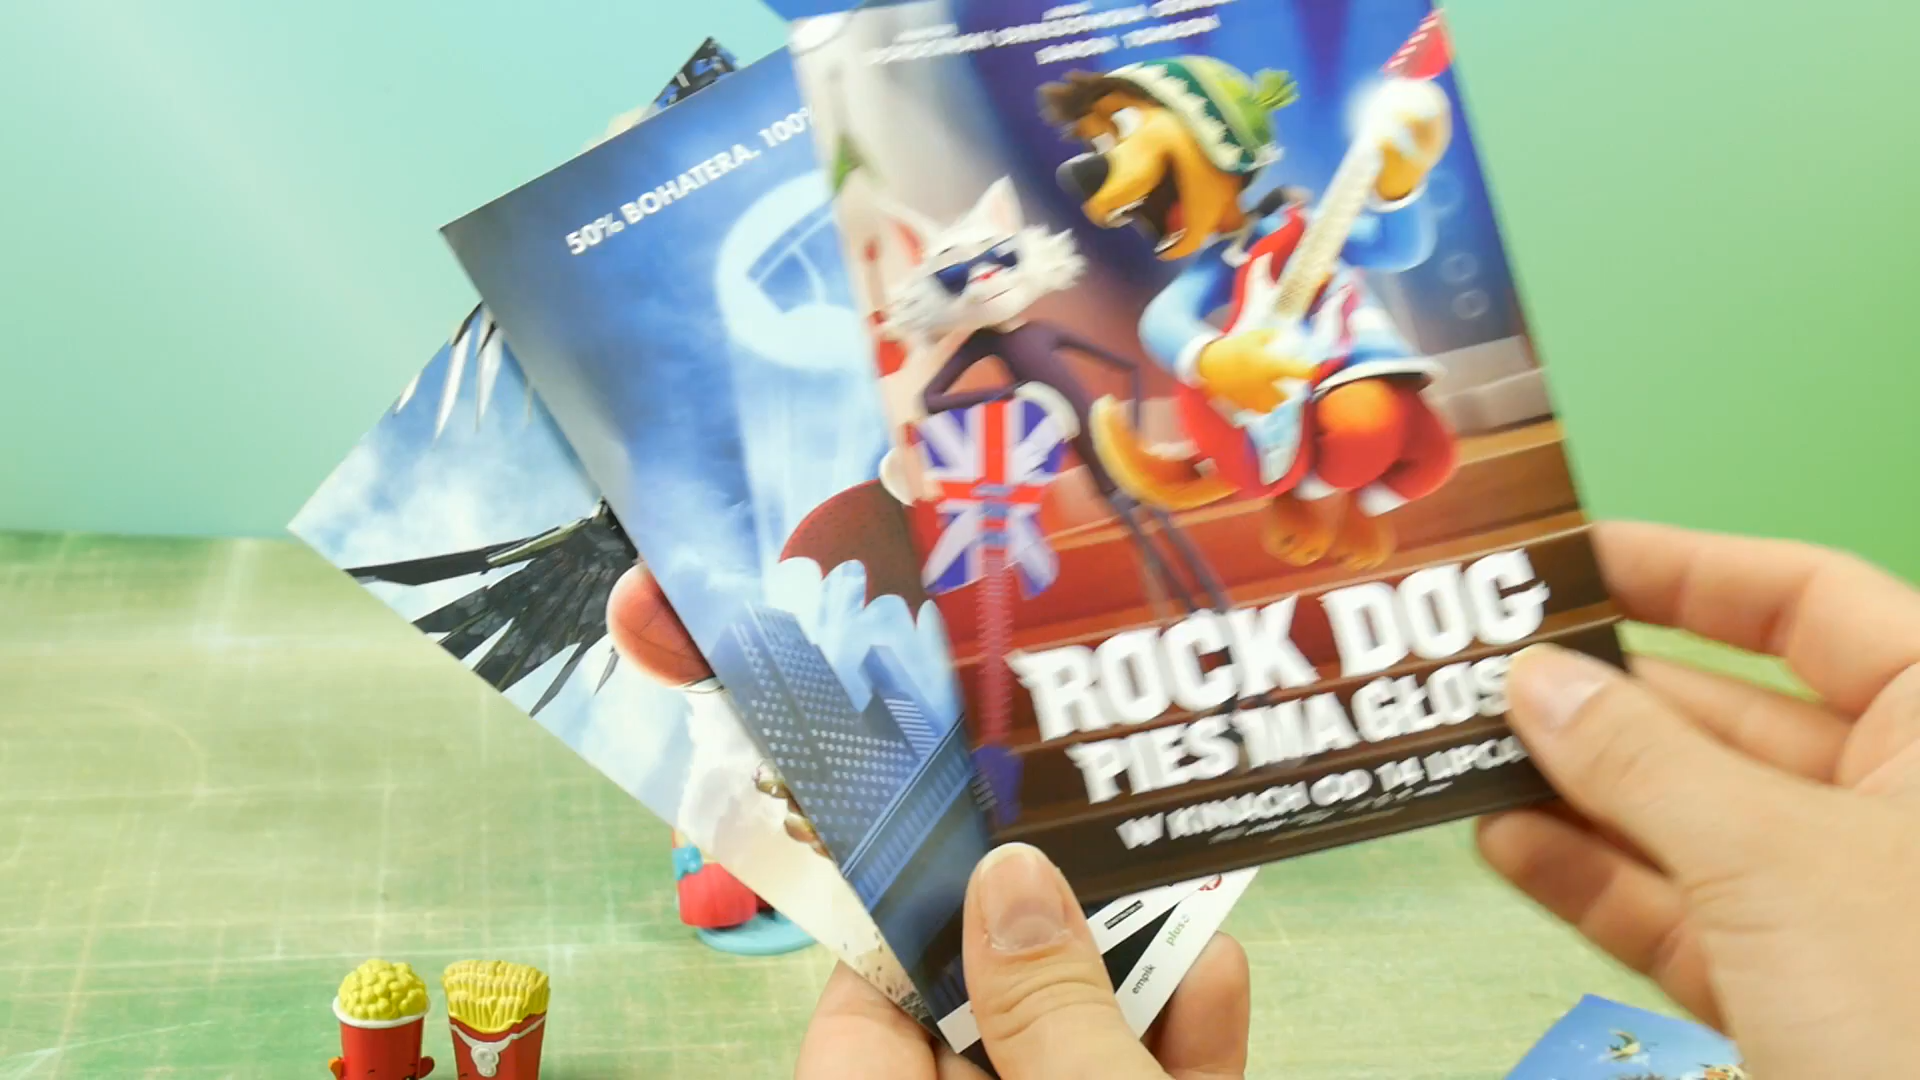 50% BOHATERA. 100%
ROCK DOG
PIES MA GŁOS
W KINACH OD 14 LIPCA
empik
plus